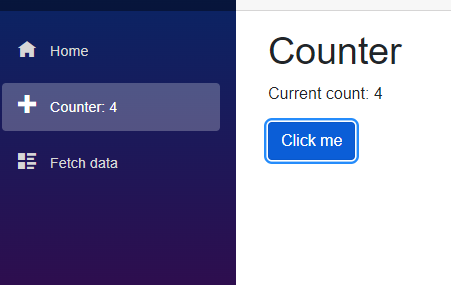 Home
Counter: 4
Fetch data
Counter
Current count: 4
Click me